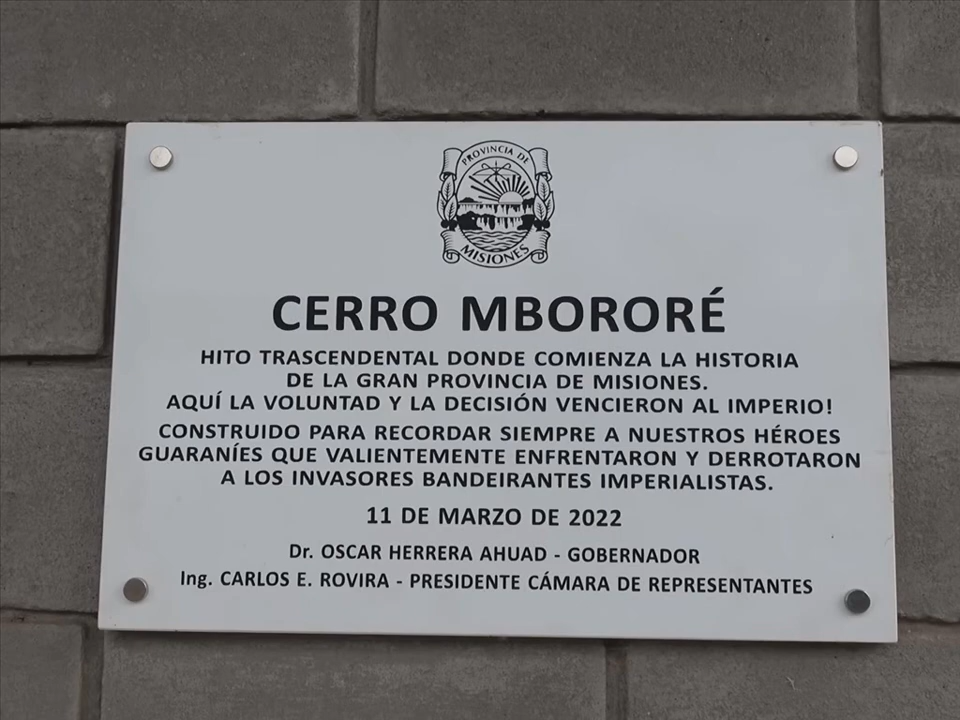 PROVINCIA DE
MISIONES
CERRO MBORORÉ
HITO TRASCENDENTAL DONDE COMIENZA LA HISTORIA
DE LA GRAN PROVINCIA DE MISIONES.
AQUÍ LA VOLUNTAD Y LA DECISIÓN VENCIERON AL IMPERIO!
CONSTRUIDO PARA RECORDAR SIEMPRE A NUESTROS HÉROES
GUARANÍES QUE VALIENTEMENTE ENFRENTARON Y DERROTARON
A LOS INVASORES BANDEIRANTES IMPERIALISTAS.
11 DE MARZO DE 2022
Dr. OSCAR HERRERA AHUAD - GOBERNADOR
Ing. CARLOS E. ROVIRA - PRESIDENTE CÁMARA DE REPRESENTANTES